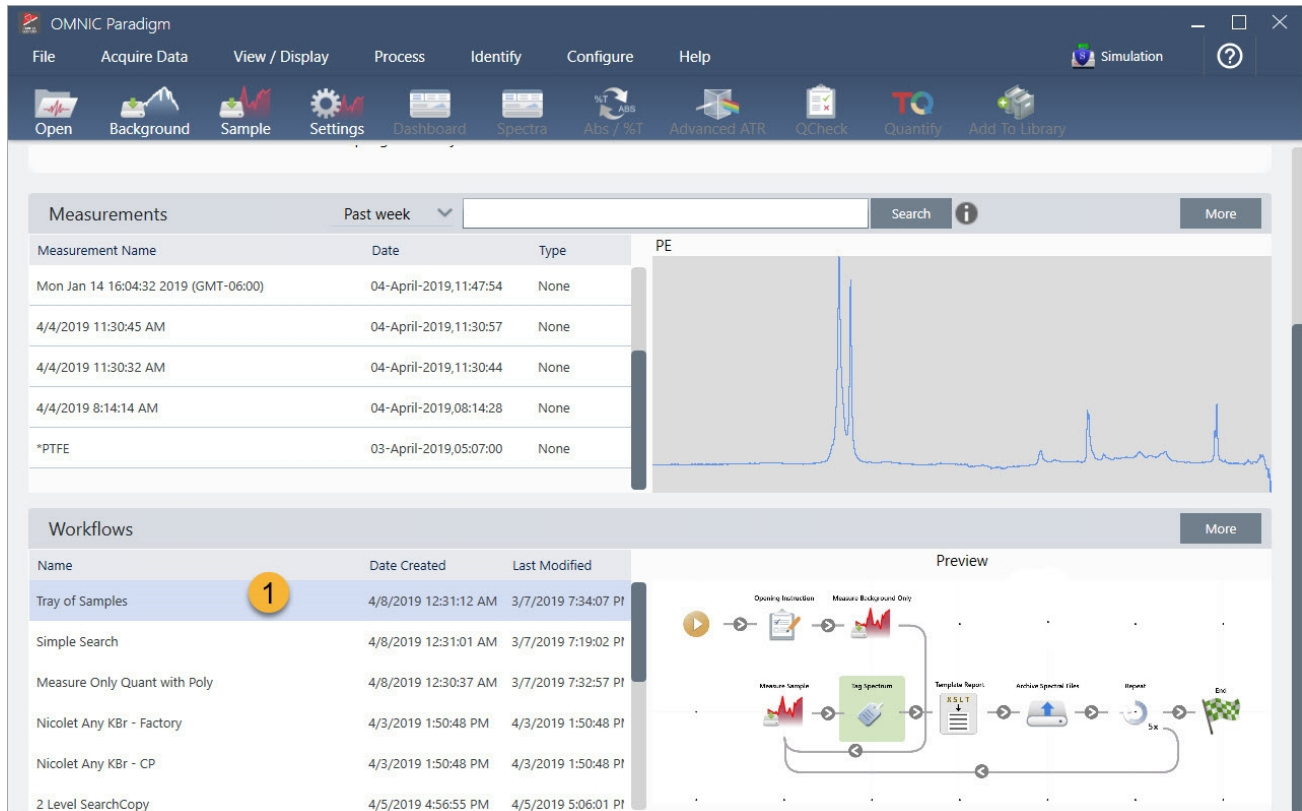 OMNIC Paradigm
File Acquire Data View / Display Process Identify Configure Help Simulation
Open Background Sample Settings Dashboard Spectra Abs / %T Advanced ATR QCheck Quantify Add To Library
Measurements Past week Search More
Measurement Name Date Type PE
Mon Jan 14 16:04:32 2019 (GMT-06:00) 04-April-2019,11:47:54 None
4/4/2019 11:30:45 AM 04-April-2019,11:30:57 None
4/4/2019 11:30:32 AM 04-April-2019,11:30:44 None
4/4/2019 8:14:14 AM 04-April-2019,08:14:28 None
*PTFE 03-April-2019,05:07:00 None
Workflows More
Name Date Created Last Modified Preview
Tray of Samples 1 4/8/2019 12:31:12 AM 3/7/2019 7:34:07 PM
Simple Search 4/8/2019 12:31:01 AM 3/7/2019 7:19:02 PM
Measure Only Quant with Poly 4/8/2019 12:30:37 AM 3/7/2019 7:32:57 PM
Nicolet Any KBr - Factory 4/3/2019 1:50:48 PM 4/3/2019 1:50:48 PM
Nicolet Any KBr - CP 4/3/2019 1:50:48 PM 4/3/2019 1:50:48 PM
2 Level SearchCopy 4/5/2019 4:56:55 PM 4/5/2019 5:06:01 PM
Opening Instruction Measure Background Only
Measure Sample Tag Spectrum Template Report Archive Spectral Files Repeat End
XSLT
5x